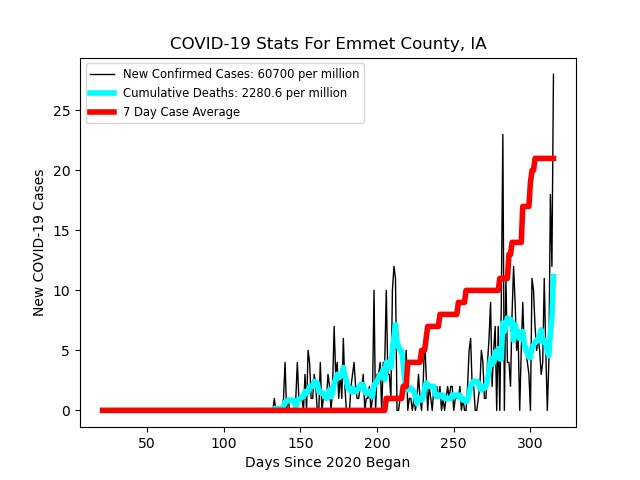 COVID-19 Stats For Emmet County, IA
New Confirmed Cases: 60700 per million
Cumulative Deaths: 2280.6 per million
7 Day Case Average
New COVID-19 Cases
25
20
15
10
5
0
50 100 150 200 250 300
Days Since 2020 Began